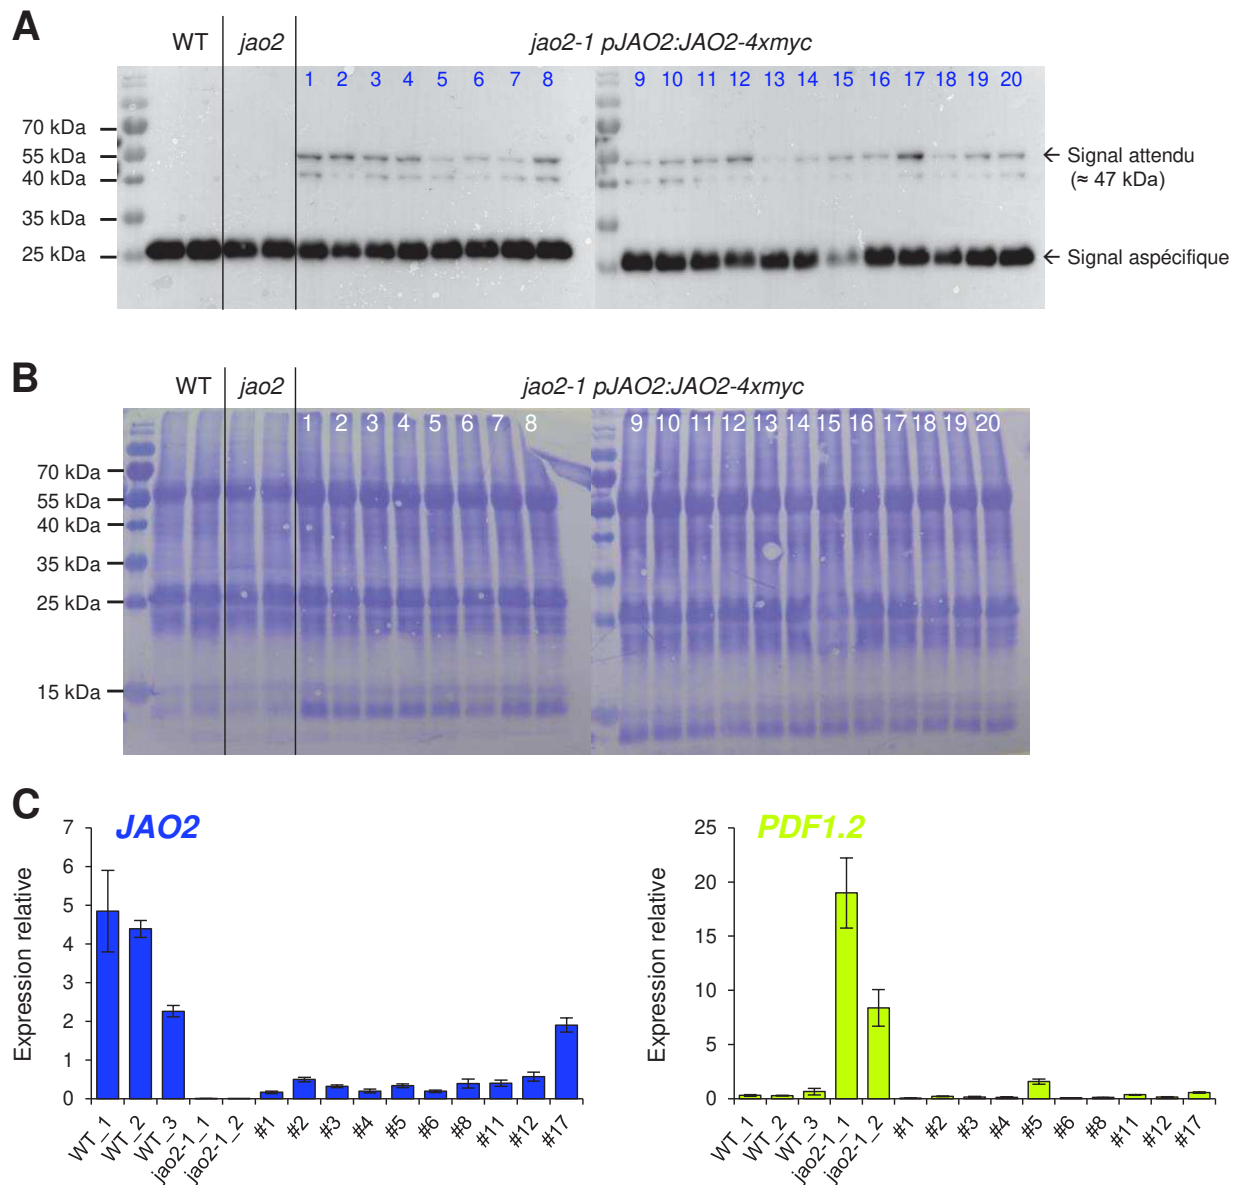 A
WT jao2 jao2-1 pJAO2:JAO2-4xmyc
1 2 3 4 5 6 7 8 9 10 11 12 13 14 15 16 17 18 19 20
70 kDa
55 kDa
40 kDa
35 kDa
25 kDa
← Signal attendu
(≈ 47 kDa)
← Signal aspécifique
B
WT jao2 jao2-1 pJAO2:JAO2-4xmyc
1 2 3 4 5 6 7 8 9 10 11 12 13 14 15 16 17 18 19 20
70 kDa
55 kDa
40 kDa
35 kDa
25 kDa
15 kDa
C
JAO2
Expression relative
7
6
5
4
3
2
1
0
WT_1 WT_2 WT_3 jao2-1_1 jao2-1_2 #1 #2 #3 #4 #5 #6 #8 #11 #12 #17
PDF1.2
Expression relative
25
20
15
10
5
0
WT_1 WT_2 WT_3 jao2-1_1 jao2-1_2 #1 #2 #3 #4 #5 #6 #8 #11 #12 #17